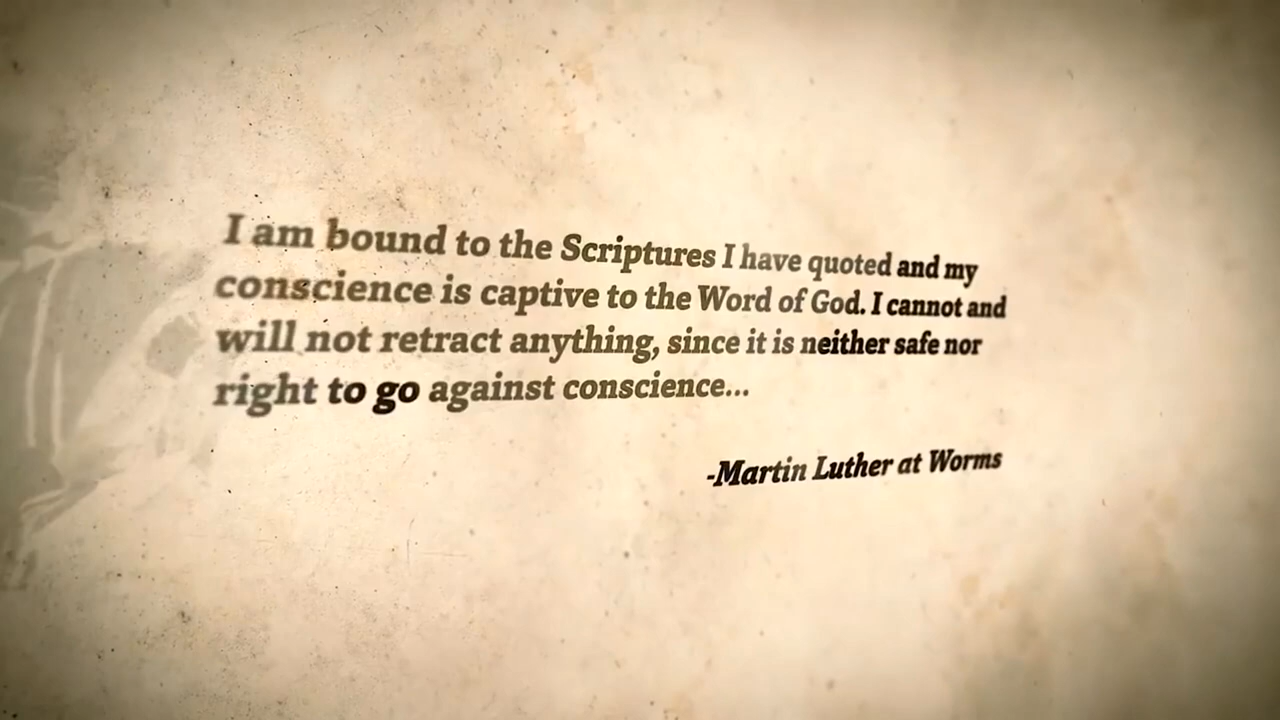 I am bound to the Scriptures I have quoted and my
conscience is captive to the Word of God. I cannot and
will not retract anything, since it is neither safe nor
right to go against conscience...
-Martin Luther at Worms